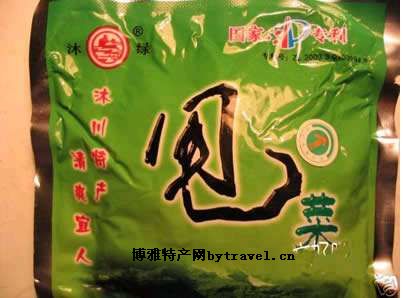 沐 绿 ®
国家 专利
沐川特产
清爽宜人
甩
菜
博雅特产网bytravel.cn